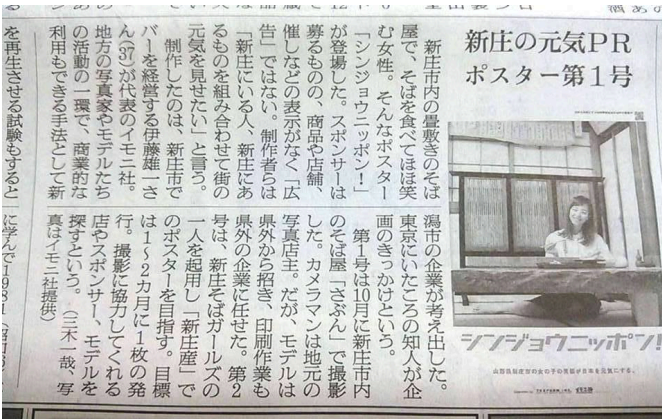 新庄の元気PR
ポスター第1号
　新庄市内の畳敷きのそば
屋で、そばを食べてほほ笑
む女性。そんなポスター
「シンジョウニッポン!」
が登場した。スポンサーは
募るものの、商品や店舗、
催しなどの表示がなく「広
告」ではない。制作者らは
「新庄にいる人、新庄にあ
るものを組み合わせて街の
元気を見せたい」と言う。
　制作したのは、新庄市で
バーを経営する伊藤雄一さ
ん(37)が代表のイモニ社。
地方の写真家やモデルたち
の活動の一環で、商業的な
利用もできる手法として新
潟市の企業が考え出した。
東京にいたころの知人が企
画のきっかけという。
　第1号は10月に新庄市内
のそば屋「さぶん」で撮影
した。カメラマンは地元の
写真店主。だが、モデルは
県外から招き、印刷作業も
県外の企業に任せた。第2
号は、新庄そばガールズの
一人を起用し「新庄産」で
のポスターを目指す。目標
は1~2カ月に1枚の発
行。撮影に協力してくれる
店やスポンサー、モデルを
探すという。(三木一哉、写
真はイモニ社提供)
シンジョウニッポン!
を再生させる試験もすると